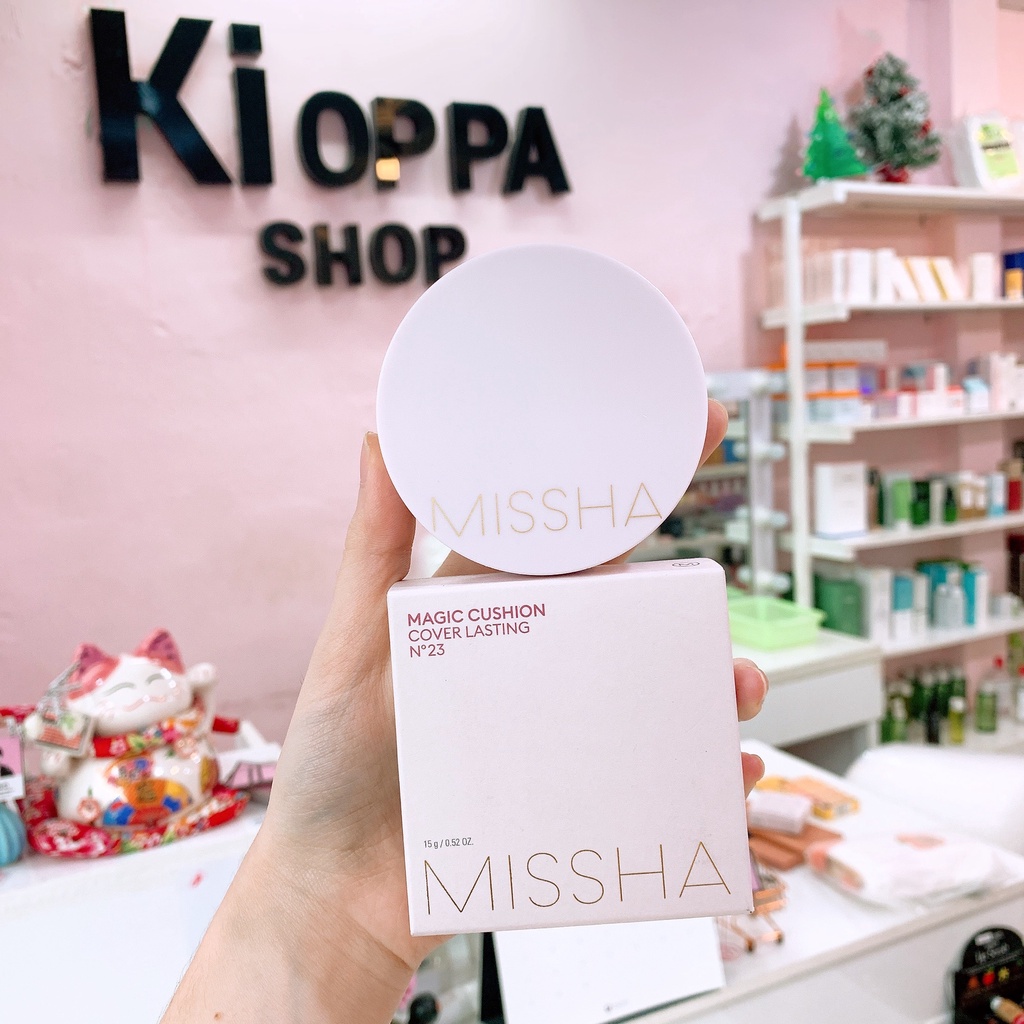 Ki OPPA
SHOP
MISSHA
MAGIC CUSHION
COVER LASTING
N°23
15 g / 0.52 OZ.
MISSHA